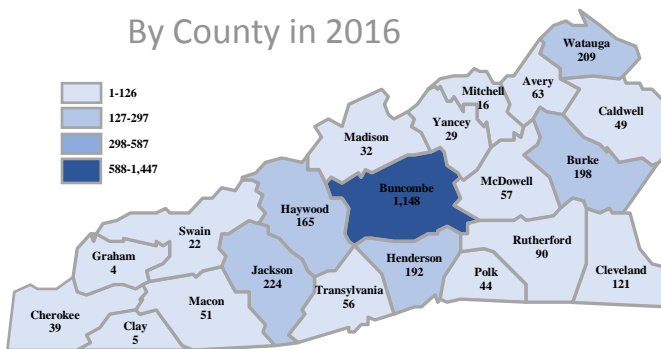 By County in 2016
1-126
127-297
298-587
588-1,447
Watauga
209
Avery
63
Mitchell
16
Caldwell
49
Yancey
29
Madison
32
Burke
198
McDowell
57
Buncombe
1,148
Haywood
165
Swain
22
Graham
4
Rutherford
90
Henderson
192
Jackson
224
Polk
44
Cleveland
121
Transylvania
56
Macon
51
Cherokee
39
Clay
5